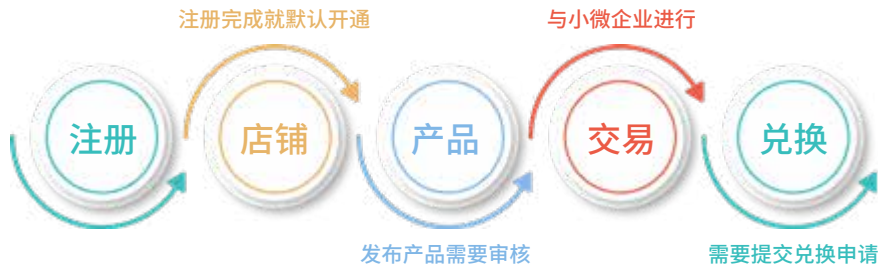 注册完成就默认开通
与小微企业进行
注册
店铺
产品
交易
兑换
发布产品需要审核
需要提交兑换申请